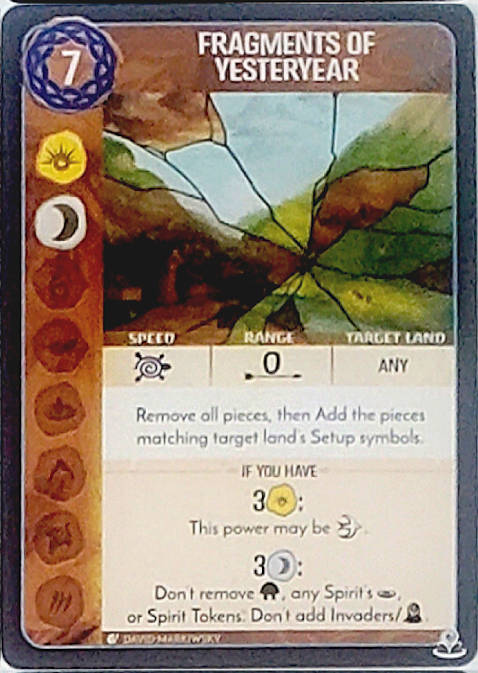 7
FRAGMENTS OF
YESTERYEAR
SPEED RANGE TARGET LAND
0 ANY
Remove all pieces, then Add the pieces
matching target land's Setup symbols.
IF YOU HAVE
3 :
This power may be .
3 :
Don't remove , any Spirit's ,
or Spirit Tokens. Don't add Invaders/ .
DAVID MARKIWSKY